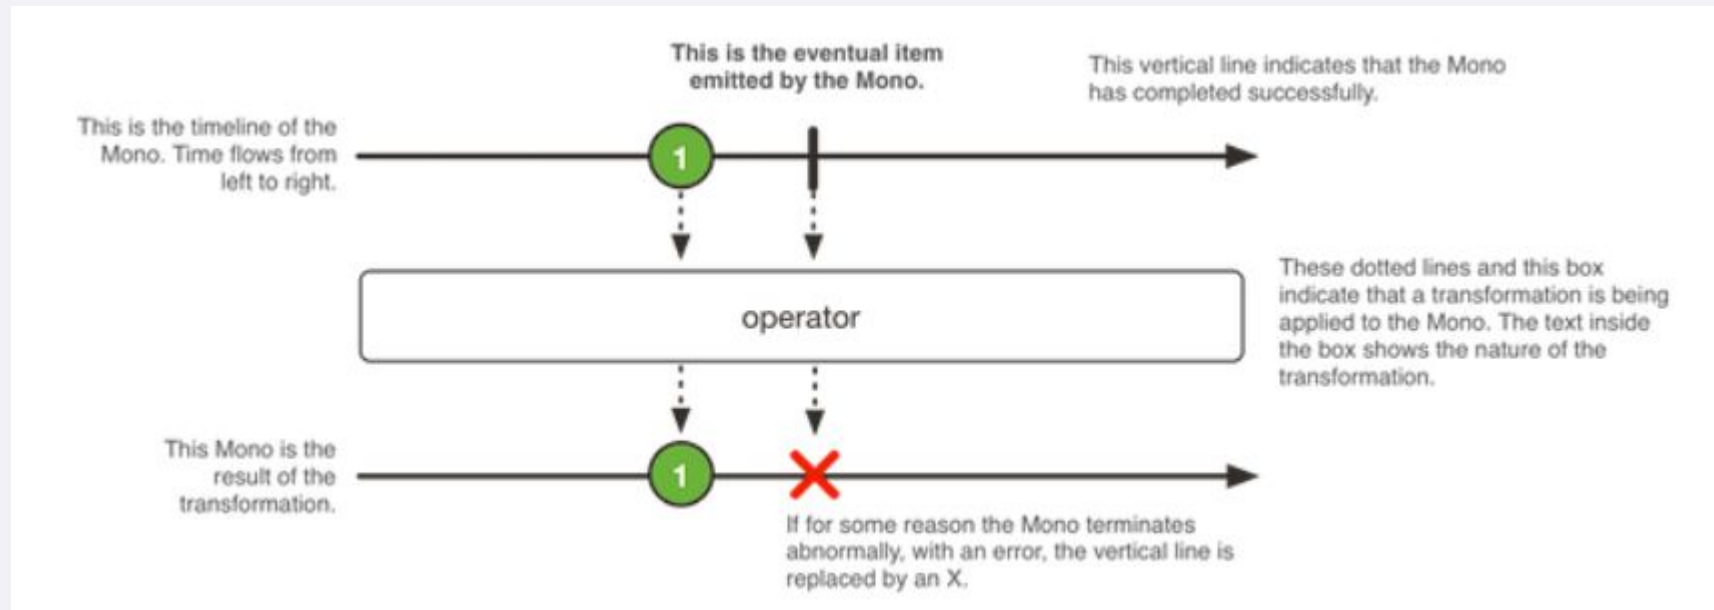 This is the eventual item
emitted by the Mono.
This vertical line indicates that the Mono
has completed successfully.
This is the timeline of the
Mono. Time flows from
left to right.
1
operator
These dotted lines and this box
indicate that a transformation is being
applied to the Mono. The text inside
the box shows the nature of the
transformation.
This Mono is the
result of the
transformation.
1
If for some reason the Mono terminates
abnormally, with an error, the vertical line is
replaced by an X.